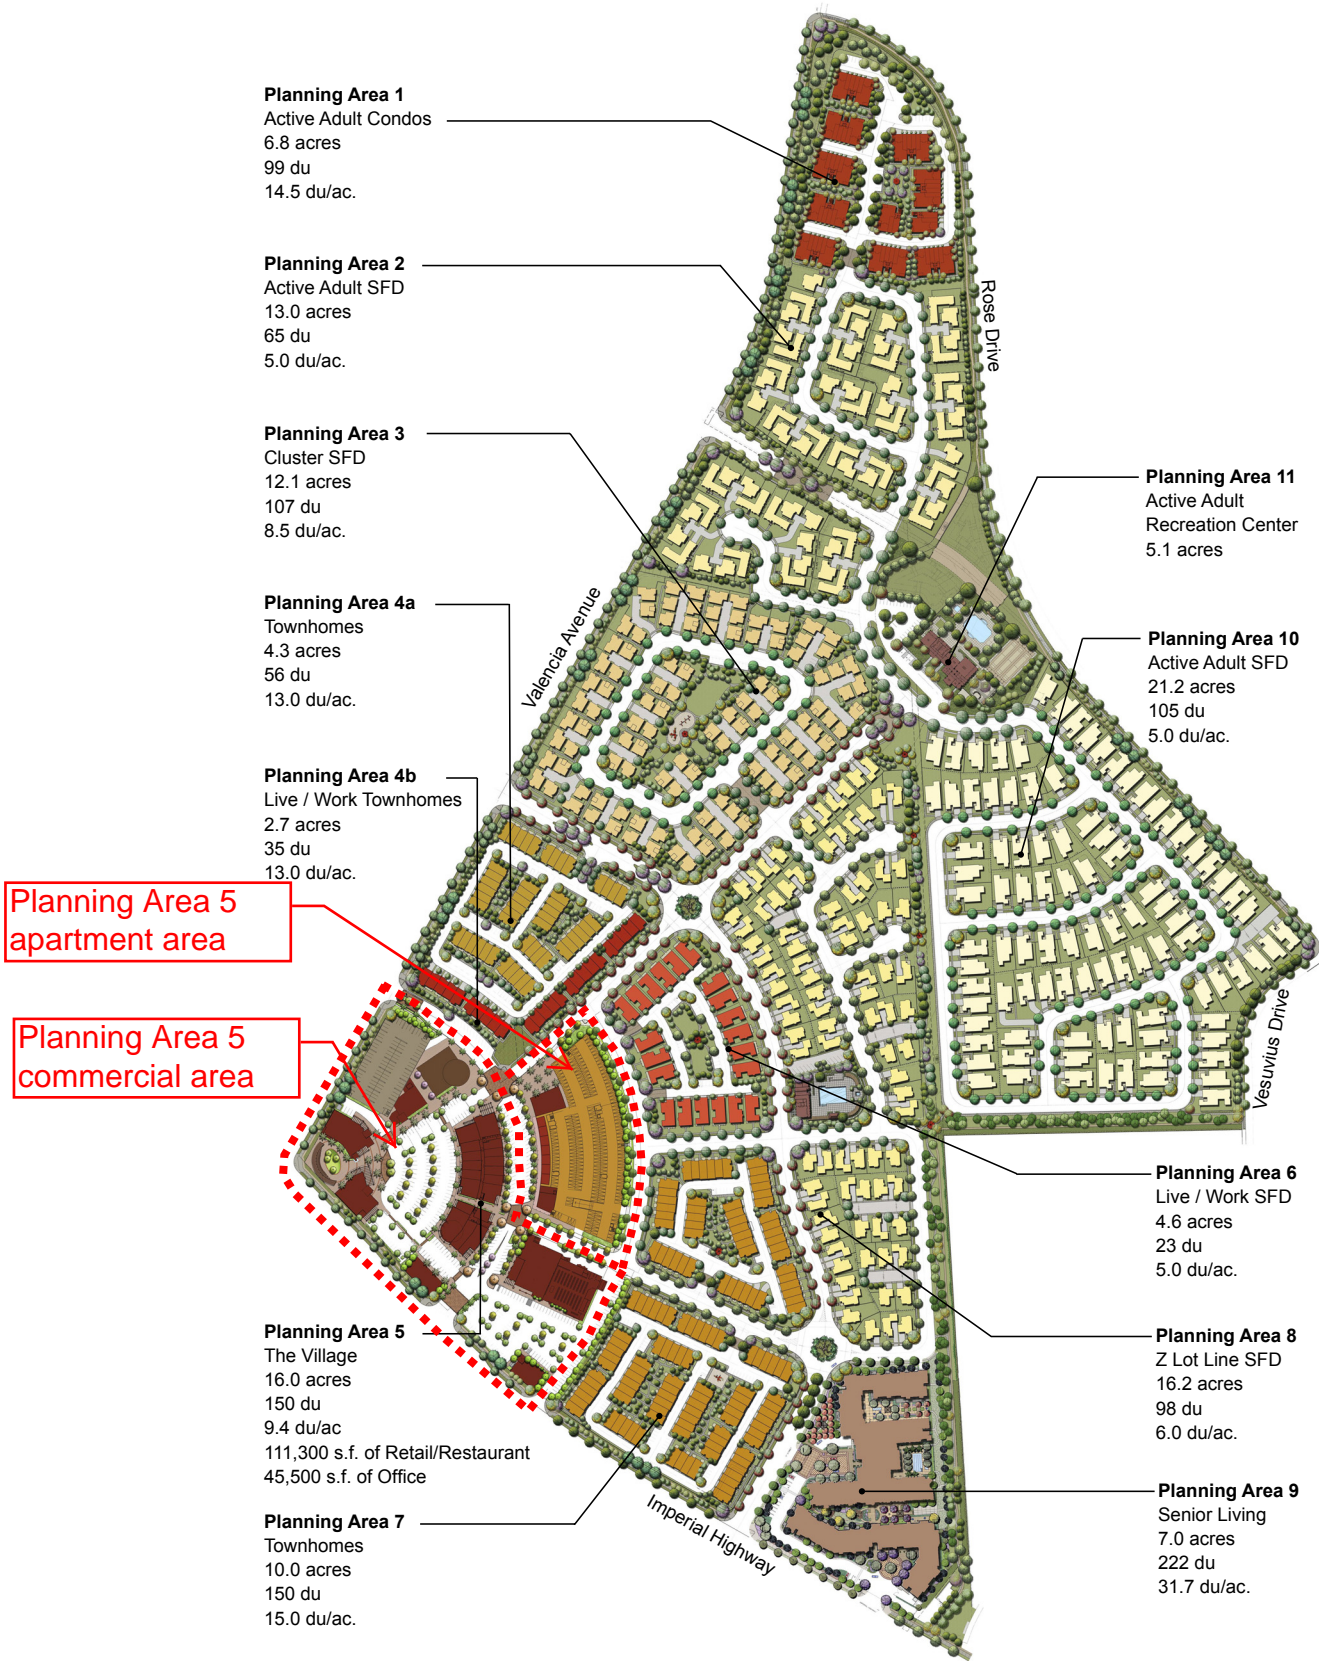 Planning Area 1
Active Adult Condos
6.8 acres
99 du
14.5 du/ac.
Planning Area 2
Active Adult SFD
13.0 acres
65 du
5.0 du/ac.
Planning Area 3
Cluster SFD
12.1 acres
107 du
8.5 du/ac.
Planning Area 4a
Townhomes
4.3 acres
56 du
13.0 du/ac.
Planning Area 4b
Live / Work Townhomes
2.7 acres
35 du
13.0 du/ac.
Planning Area 5
apartment area
Planning Area 5
commercial area
Planning Area 5
The Village
16.0 acres
150 du
9.4 du/ac
111,300 s.f. of Retail/Restaurant
45,500 s.f. of Office
Planning Area 7
Townhomes
10.0 acres
150 du
15.0 du/ac.
Rose Drive
Valencia Avenue
Vesuvius Drive
Imperial Highway
Planning Area 11
Active Adult
Recreation Center
5.1 acres
Planning Area 10
Active Adult SFD
21.2 acres
105 du
5.0 du/ac.
Planning Area 6
Live / Work SFD
4.6 acres
23 du
5.0 du/ac.
Planning Area 8
Z Lot Line SFD
16.2 acres
98 du
6.0 du/ac.
Planning Area 9
Senior Living
7.0 acres
222 du
31.7 du/ac.